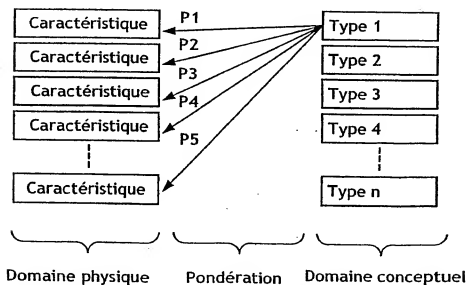 Caractéristique P1 Type 1
Caractéristique P2 Type 2
Caractéristique P3 Type 3
Caractéristique P4 Type 4
P5
Caractéristique Type n
Domaine physique Pondération Domaine conceptuel